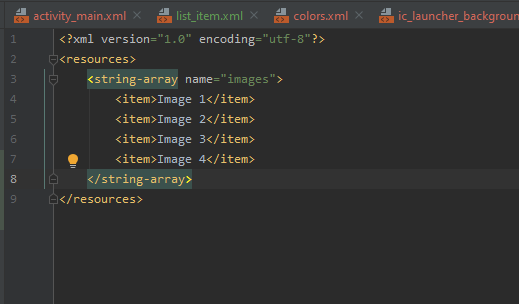 activity_main.xml list_item.xml colors.xml ic_launcher_background
1 <?xml version="1.0" encoding="utf-8"?>
2 <resources>
3 <string-array name="images">
4 <item>Image 1</item>
5 <item>Image 2</item>
6 <item>Image 3</item>
7 <item>Image 4</item>
8 </string-array>
9 </resources>